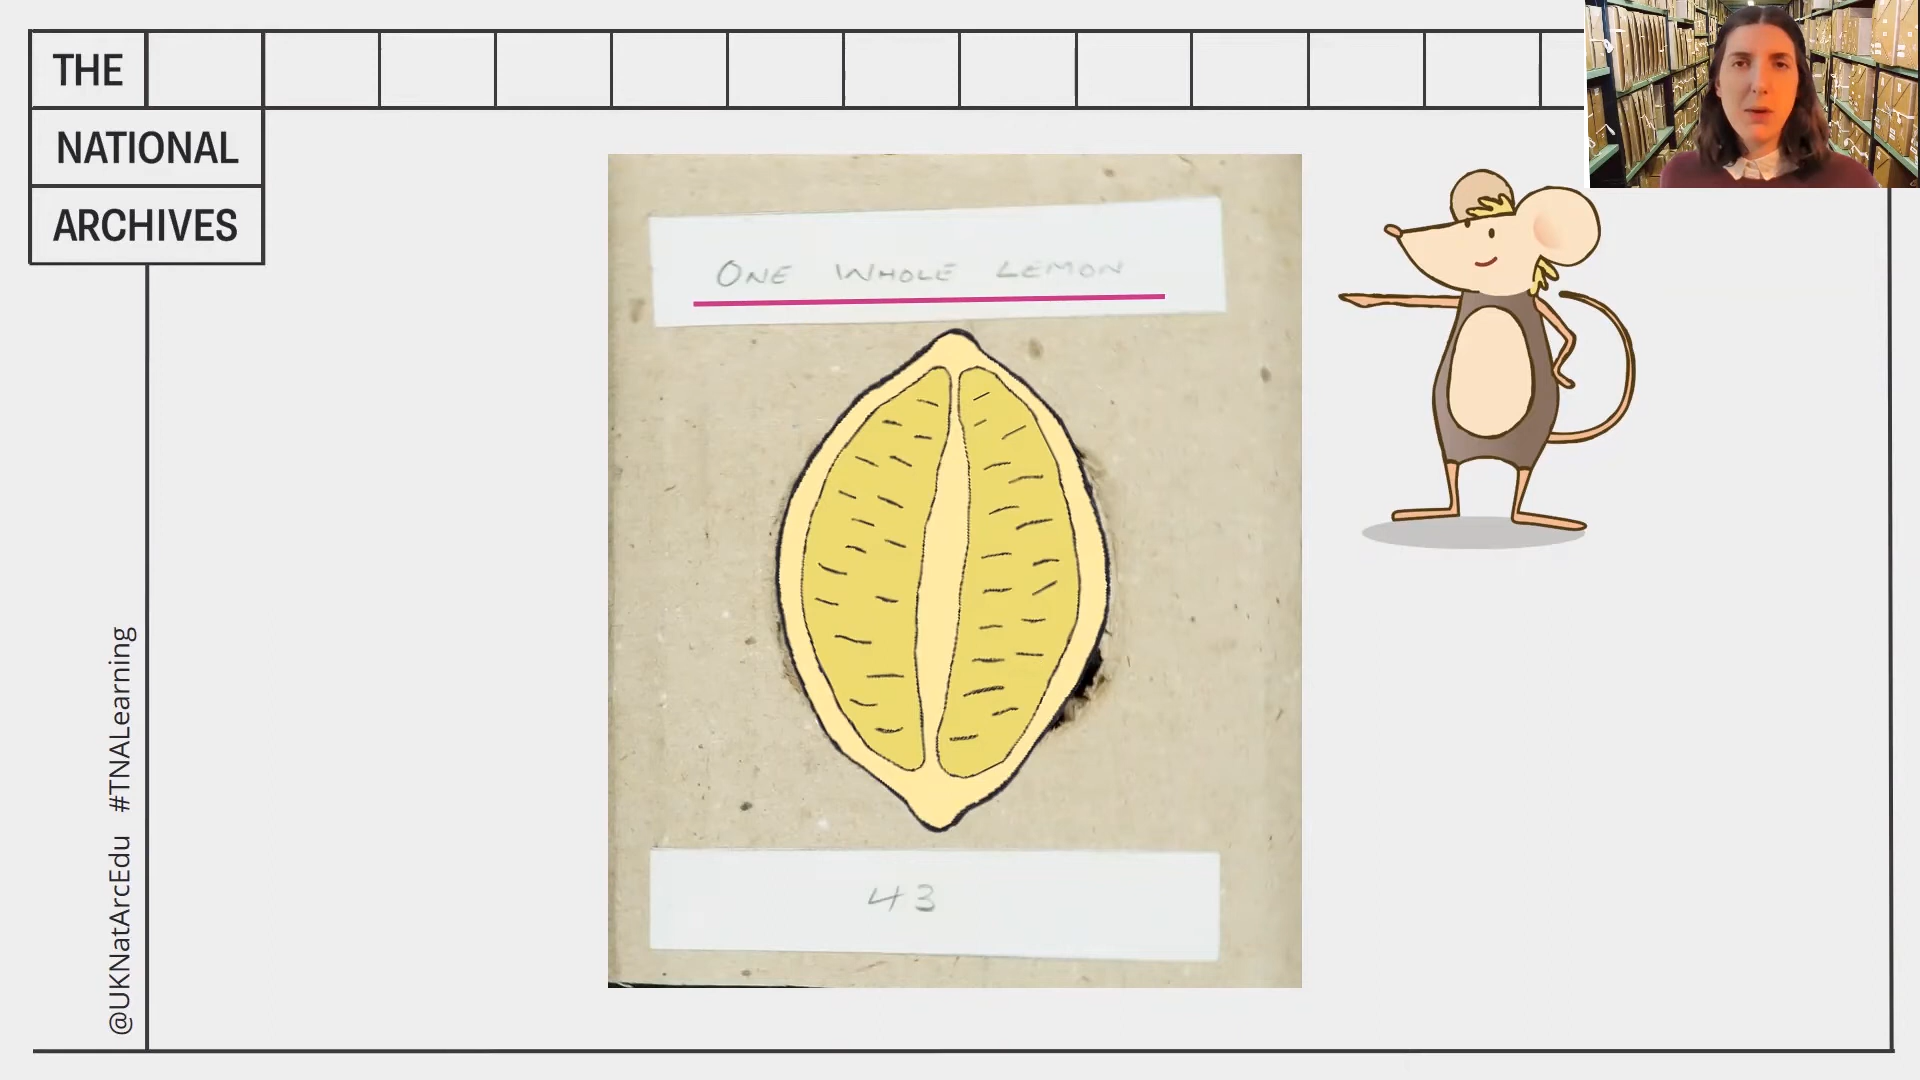 THE
NATIONAL
ARCHIVES
ONE WHOLE LEMON
43
@UKNatArcEdu #TNALearning